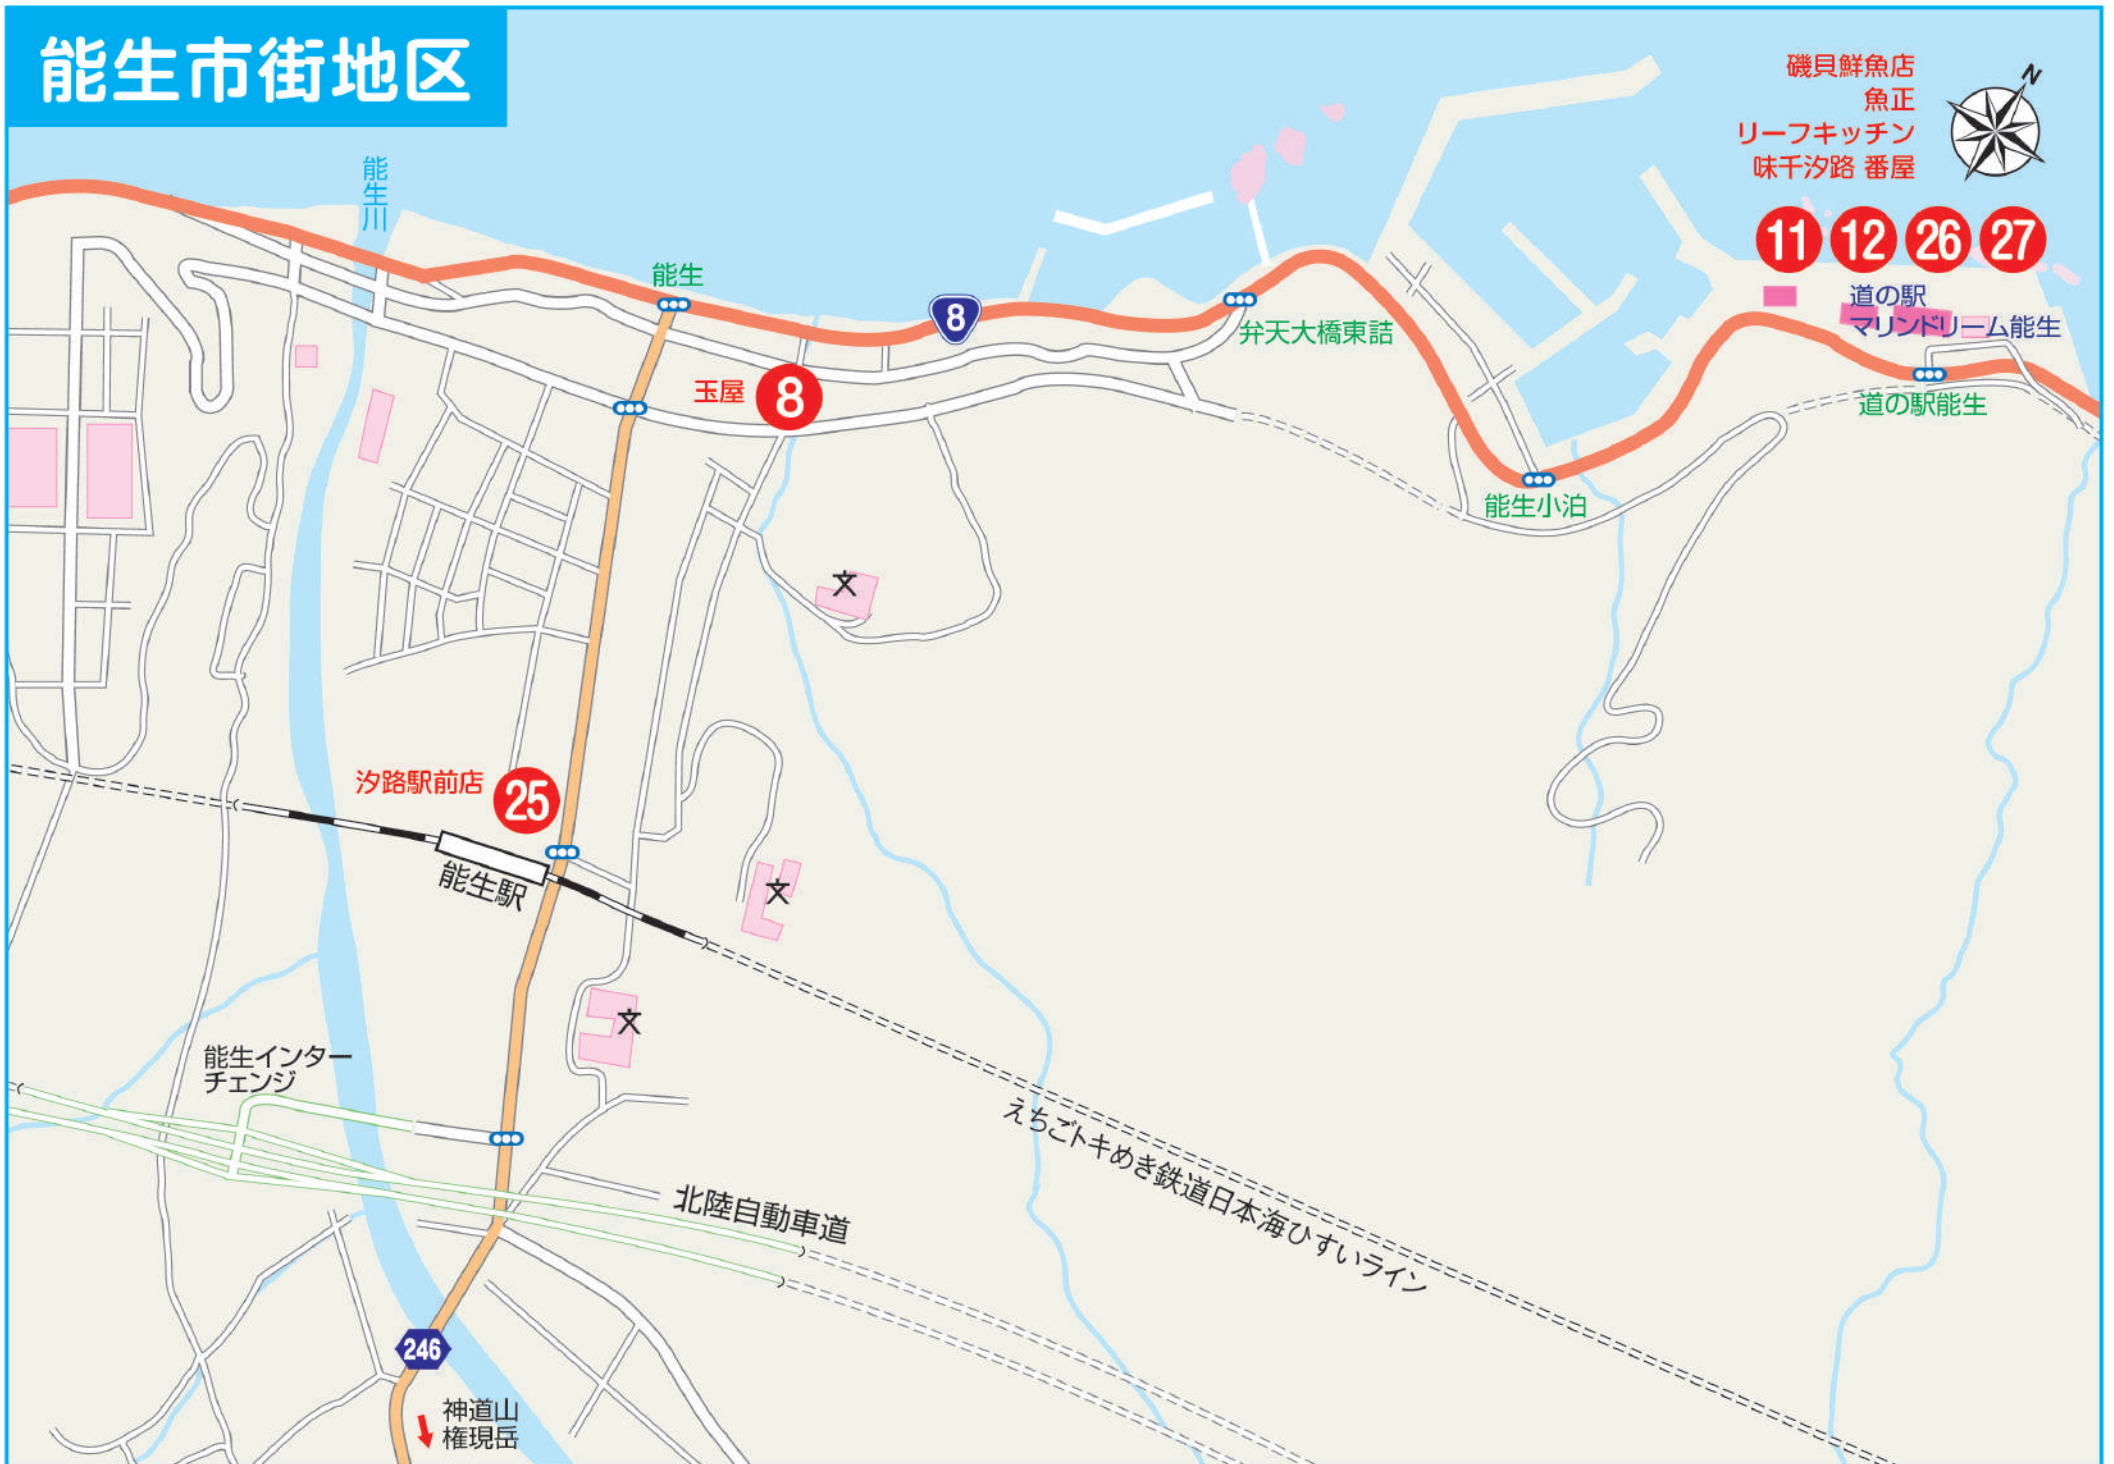 能生市街地区
磯貝鮮魚店
魚正
リーフキッチン
味千汐路 番屋
N
11 12 26 27
能生川
能生
8
弁天大橋東詰
道の駅
マリンドリーム能生
玉屋 8
道の駅能生
能生小泊
文
汐路駅前店 25
能生駅
文
文
能生インター
チェンジ
えちごトキめき鉄道日本海ひすいライン
北陸自動車道
246
神道山
権現岳